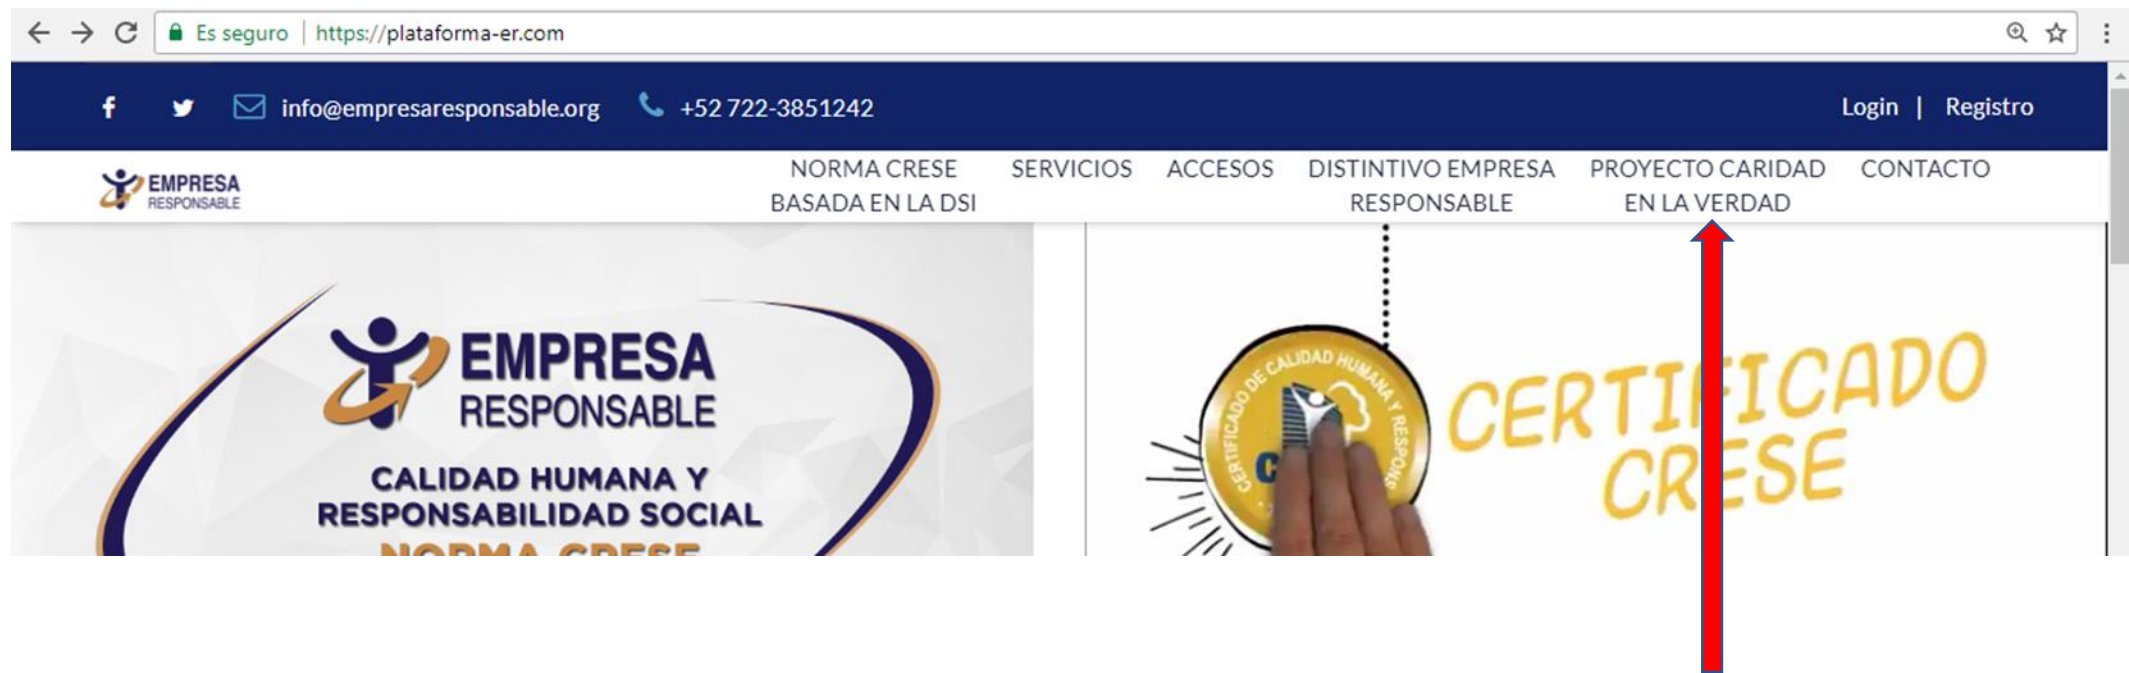 Es seguro | https://plataforma-er.com
info@empresaresponsable.org +52 722-3851242 Login | Registro
EMPRESA
RESPONSABLE
NORMA CRESE
BASADA EN LA DSI
SERVICIOS
ACCESOS
DISTINTIVO EMPRESA
RESPONSABLE
PROYECTO CARIDAD
EN LA VERDAD
CONTACTO
EMPRESA
RESPONSABLE
CALIDAD HUMANA Y
RESPONSABILIDAD SOCIAL
NORMA CRESE
CERTIFICADO DE CALIDAD HUMANA Y RESPONS
CERTIFICADO
CRESE